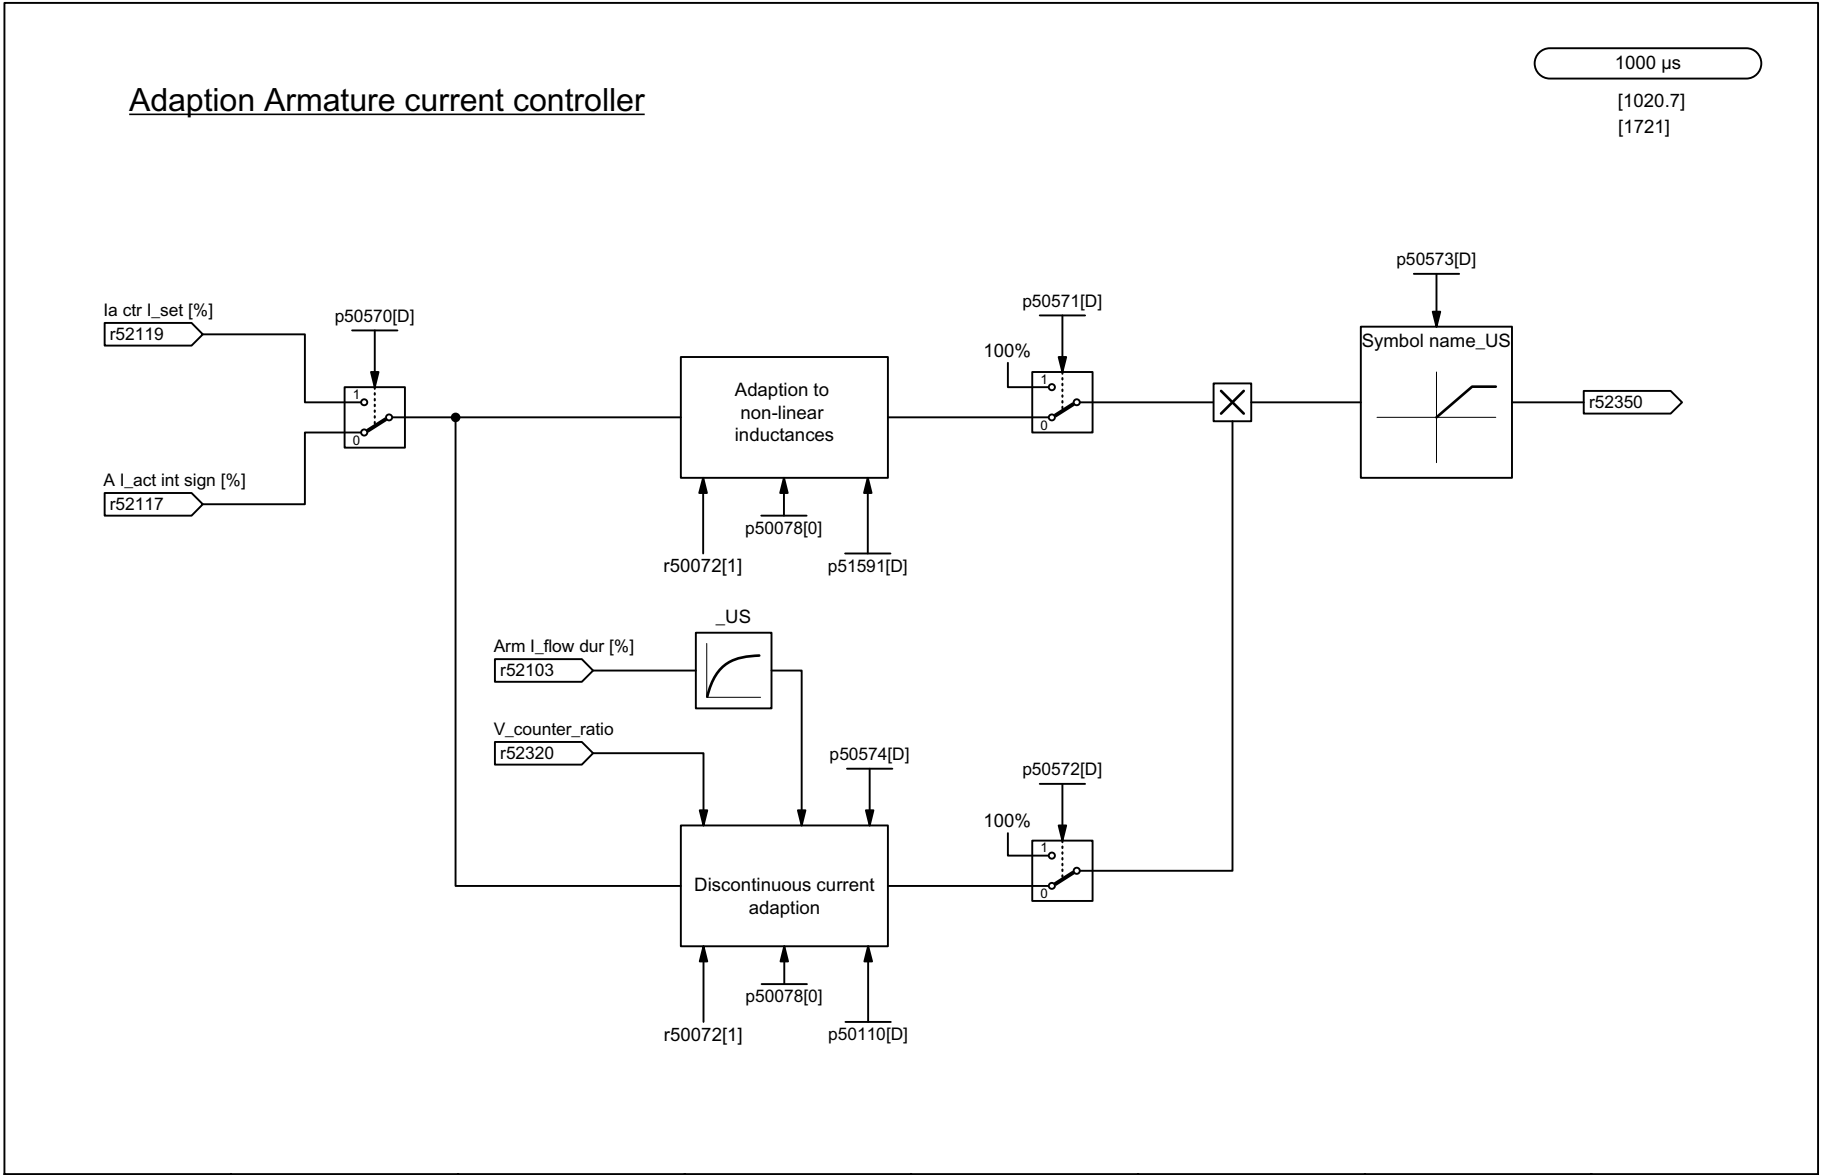 1000 µs
Adaption Armature current controller
[1020.7]
[1721]
p50573[D]
Ia ctr I_set [%]
r52119
p50570[D]
p50571[D]
100%
Symbol name_US
1
0
Adaption to
non-linear
inductances
1
0
r52350
A I_act int sign [%]
r52117
p50078[0]
r50072[1]
p51591[D]
_US
Arm I_flow dur [%]
r52103
V_counter_ratio
r52320
p50574[D]
p50572[D]
100%
1
0
Discontinuous current
adaption
p50078[0]
r50072[1]
p50110[D]